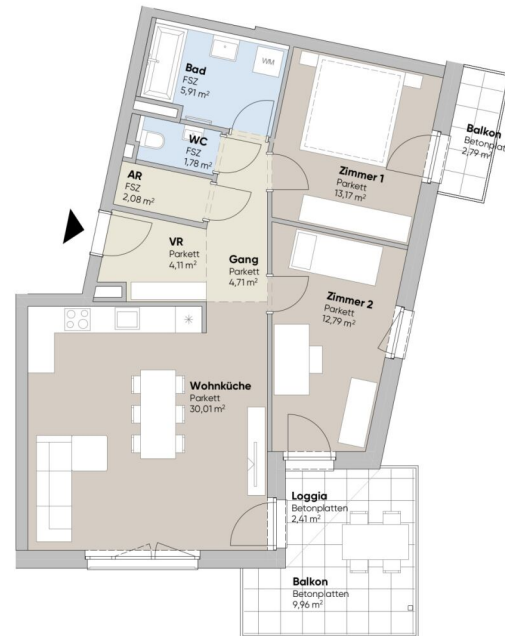 Bad
FSZ
5,91 m²
WM
WC
FSZ
1,78 m²
AR
FSZ
2,08 m²
VR
Parkett
4,11 m²
Gang
Parkett
4,71 m²
Zimmer 1
Parkett
13,17 m²
Balkon
Betonplatt
2,79 m²
Zimmer 2
Parkett
12,79 m²
Wohnküche
Parkett
30,01 m²
Loggia
Betonplatten
2,41 m²
Balkon
Betonplatten
9,96 m²